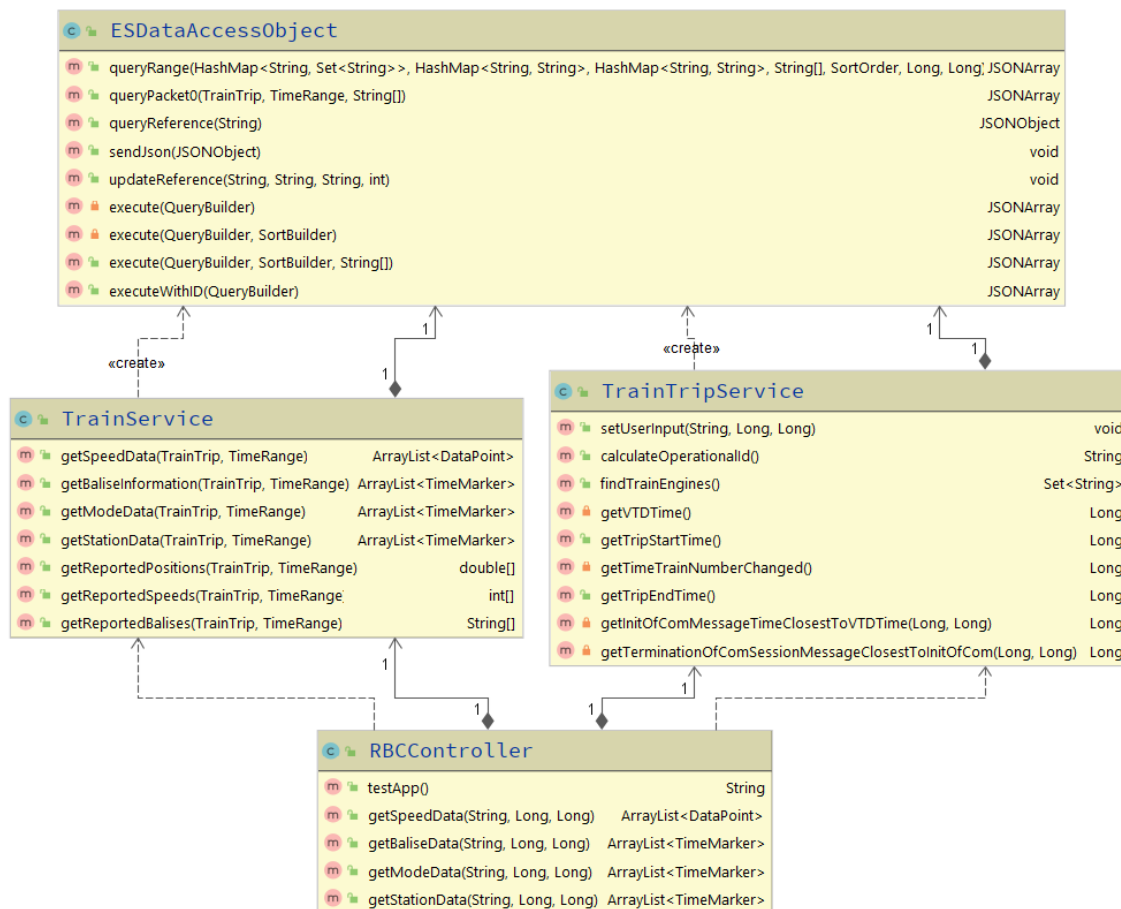 ESDataAccessObject
queryRange(HashMap<String, Set<String>>, HashMap<String, String>, HashMap<String, String>, String[], SortOrder, Long, Long) JSONArray
queryPacket0(TrainTrip, TimeRange, String[]) JSONArray
queryReference(String) JSONObject
sendJson(JSONObject) void
updateReference(String, String, String, int) void
execute(QueryBuilder) JSONArray
execute(QueryBuilder, SortBuilder) JSONArray
execute(QueryBuilder, SortBuilder, String[]) JSONArray
executeWithID(QueryBuilder) JSONArray
1 1
«create» «create»
1 1
TrainService
getSpeedData(TrainTrip, TimeRange) ArrayList<DataPoint>
getBaliseInformation(TrainTrip, TimeRange) ArrayList<TimeMarker>
getModeData(TrainTrip, TimeRange) ArrayList<TimeMarker>
getStationData(TrainTrip, TimeRange) ArrayList<TimeMarker>
getReportedPositions(TrainTrip, TimeRange) double[]
getReportedSpeeds(TrainTrip, TimeRange) int[]
getReportedBalises(TrainTrip, TimeRange) String[]
TrainTripService
setUserInput(String, Long, Long) void
calculateOperationalId() String
findTrainEngines() Set<String>
getVTDTime() Long
getTripStartTime() Long
getTimeTrainNumberChanged() Long
getTripEndTime() Long
getInitOfComMessageTimeClosestToVTDTime(Long, Long) Long
getTerminationOfComSessionMessageClosestToInitOfCom(Long, Long) Long
1 1
1 1
RBCController
testApp() String
getSpeedData(String, Long, Long) ArrayList<DataPoint>
getBaliseData(String, Long, Long) ArrayList<TimeMarker>
getModeData(String, Long, Long) ArrayList<TimeMarker>
getStationData(String, Long, Long) ArrayList<TimeMarker>